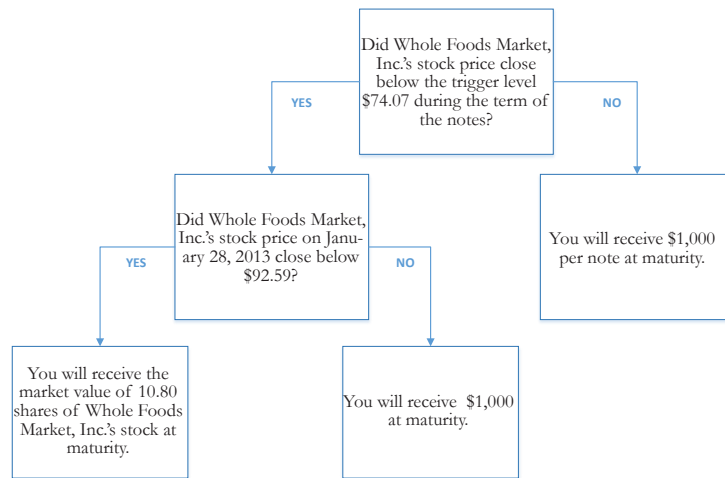 Did Whole Foods Market,
Inc.'s stock price close
below the trigger level
$74.07 during the term of
the notes?
YES
NO
Did Whole Foods Market,
Inc.'s stock price on Janu-
ary 28, 2013 close below
$92.59?
You will receive $1,000
per note at maturity.
YES
NO
You will receive the
market value of 10.80
shares of Whole Foods
Market, Inc.'s stock at
maturity.
You will receive $1,000
at maturity.